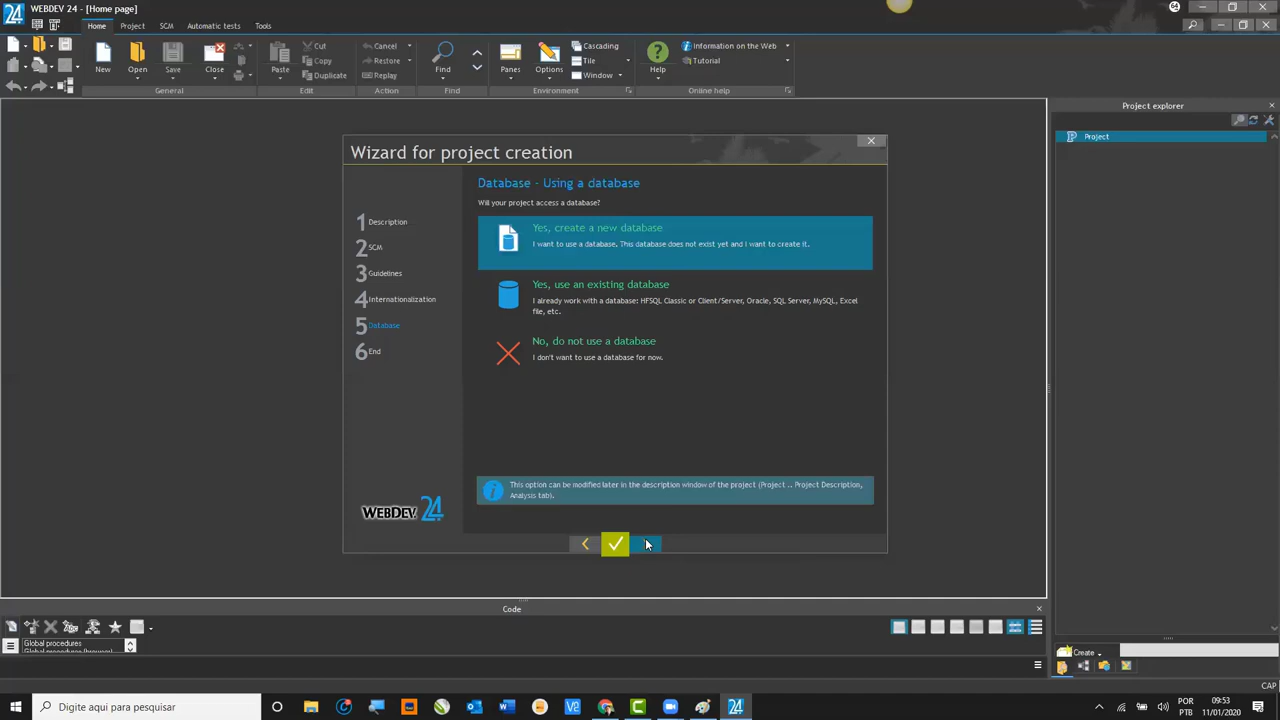 WEBDEV 24 - [Home page]
64
Home Project SCM Automatic tests Tools
New Open Save Close
Paste Cut
Copy
Duplicate
Cancel
Restore
Replay
Find
Panes Options
Cascading
Tile
Window
Help
Information on the Web
Tutorial
General Edit Action Find Environment Online help
Project explorer
Project
Wizard for project creation
1 Description
2 SCM
3 Guidelines
4 Internationalization
5 Database
6 End
WEBDEV 24
Database - Using a database
Will your project access a database?
Yes, create a new database
I want to use a database. This database does not exist yet and I want to create it.
Yes, use an existing database
I already work with a database: HFSQL Classic or Client/Server, Oracle, SQL Server, MySQL, Excel
file, etc.
No, do not use a database
I don't want to use a database for now.
This option can be modified later in the description window of the project (Project .. Project Description,
Analysis tab).
Code
Global procedures
Global procedures (browser)
Create
CAP
Digite aqui para pesquisar
24
POR
PTB
09:53
11/01/2020